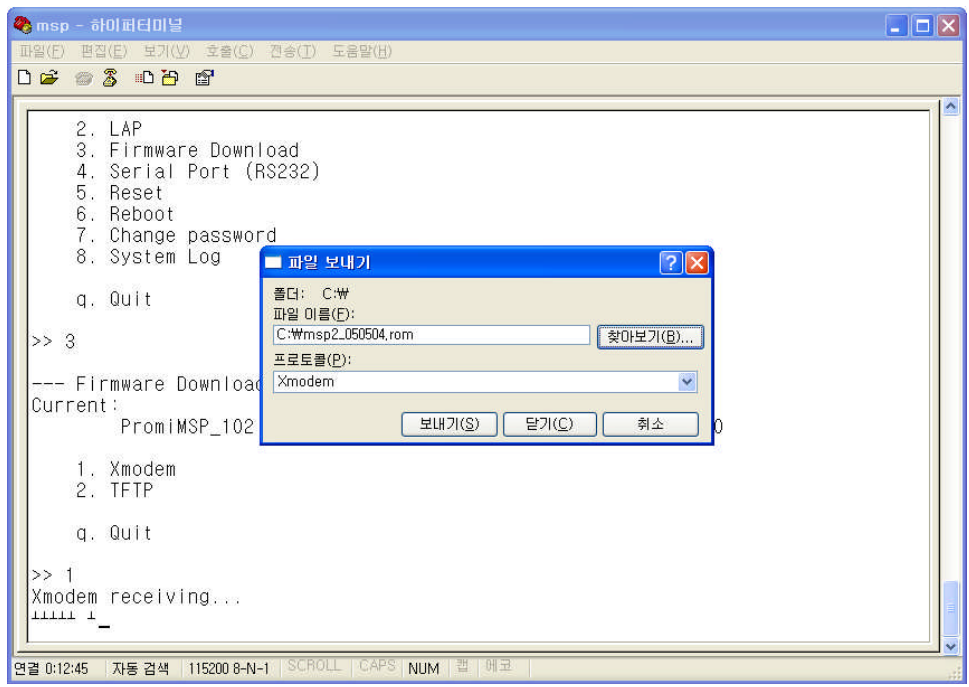 msp - 하이퍼터미널
파일(F) 편집(E) 보기(V) 호출(C) 전송(T) 도움말(H)
2. LAP
3. Firmware Download
4. Serial Port (RS232)
5. Reset
6. Reboot
7. Change password
8. System Log
q. Quit
>> 3
--- Firmware Download
Current:
PromiMSP_102 0
1. Xmodem
2. TFTP
q. Quit
>> 1
Xmodem receiving...
┴┴┴┴┴ ┴_
파일 보내기
폴더: C:₩
파일 이름(F):
C:₩msp2_050504.rom 찾아보기(B)...
프로토콜(P):
Xmodem
보내기(S) 닫기(C) 취소
연결 0:12:45 자동 검색 115200 8-N-1 SCROLL CAPS NUM 캡 에코